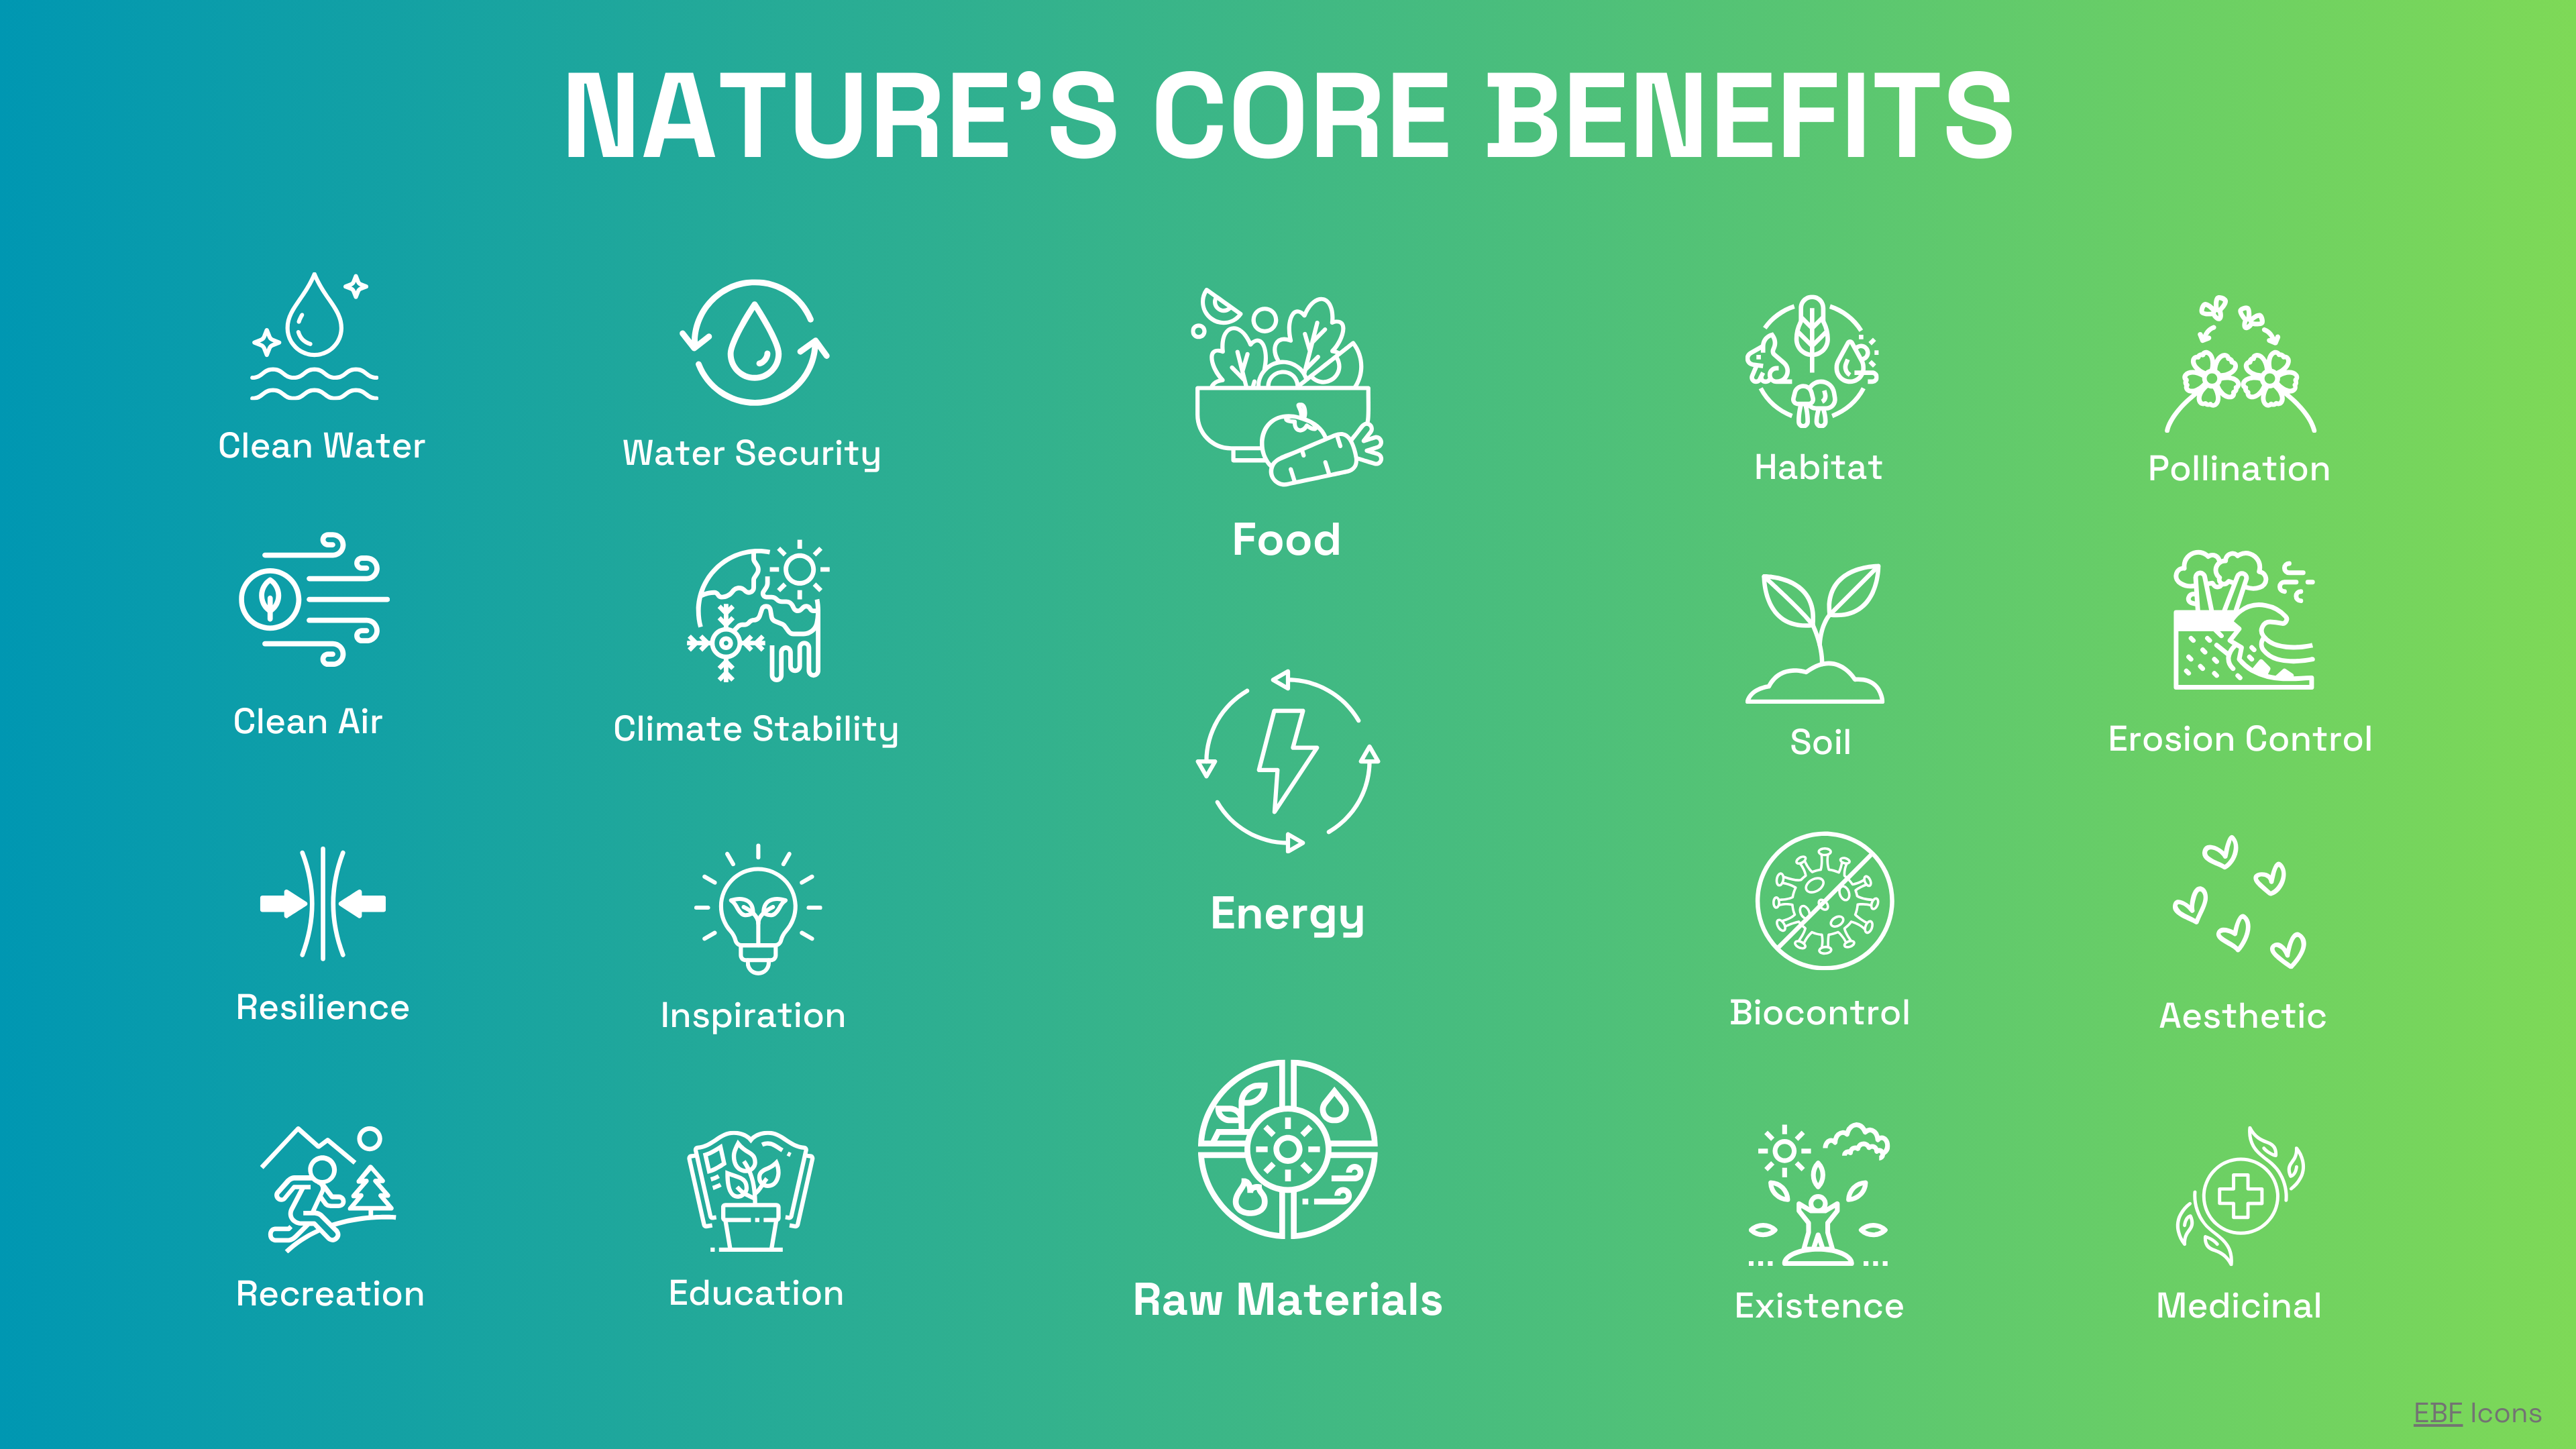 NATURE’S CORE BENEFITS
Clean Water
Water Security
Food
Habitat
Pollination
Clean Air
Climate Stability
Energy
Soil
Erosion Control
Resilience
Inspiration
Biocontrol
Aesthetic
Recreation
Education
Raw Materials
Existence
Medicinal
EBF Icons